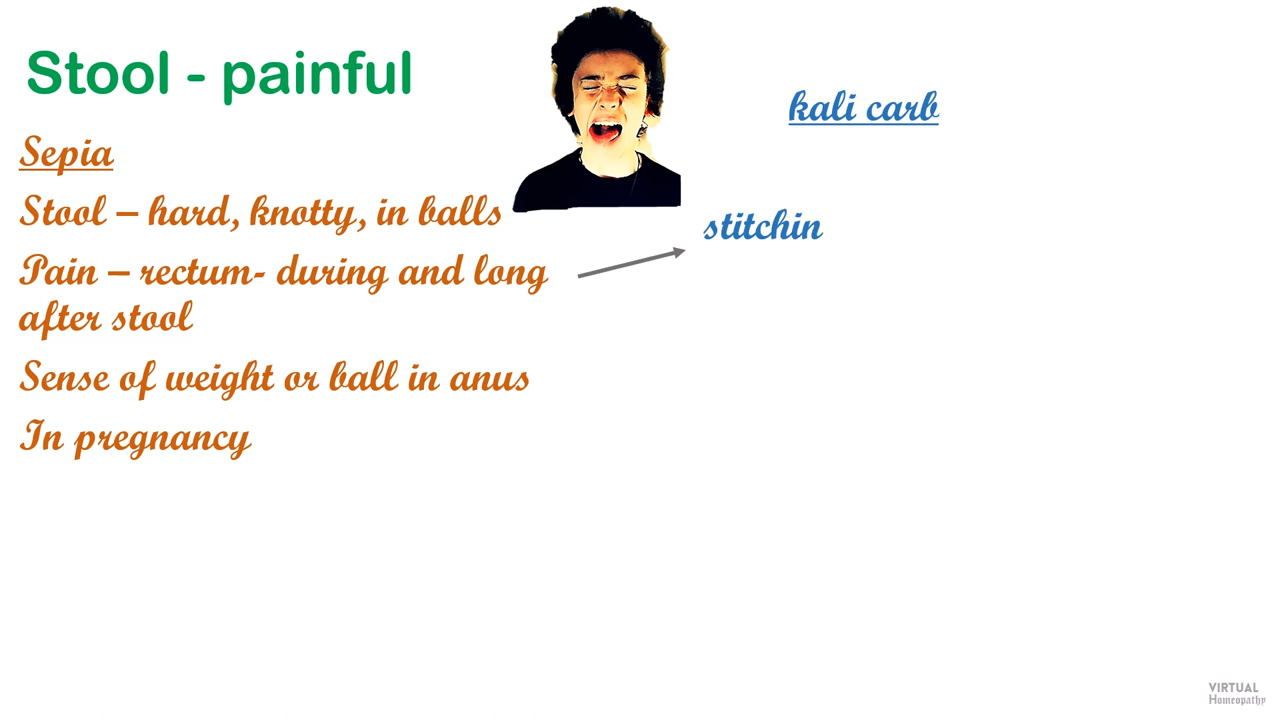 Stool - painful
kali carb
Sepia
Stool – hard, knotty, in balls
stitchin
Pain – rectum- during and long
after stool
Sense of weight or ball in anus
In pregnancy
VIRTUAL
Homeopathy